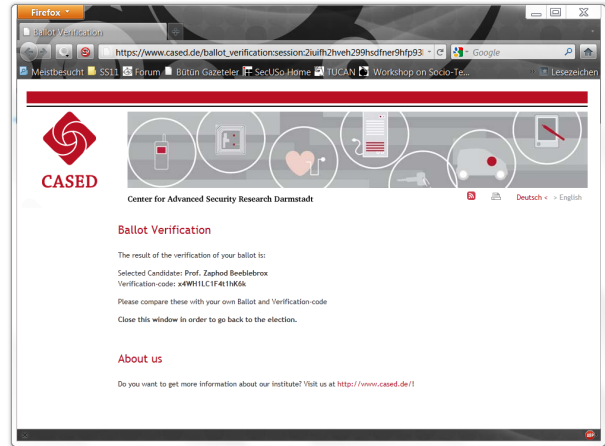 Firefox
Ballot Verification
https://www.cased.de/ballot_verification:session:2iuifh2hveh299hsdfner9hfp93
Google
Meistbesucht SS11 Forum Bütün Gazeteler SecUSo Home TUCAN Workshop on Socio-Te... Lesezeichen
CASED
Center for Advanced Security Research Darmstadt
Deutsch < > English
Ballot Verification
The result of the verification of your ballot is:
Selected Candidate: Prof. Zaphod Beeblebrox
Verification-code: x4WH1LC1F4t1hK6k
Please compare these with your own Ballot and Verification-code
Close this window in order to go back to the election.
About us
Do you want to get more information about our institute? Visit us at http://www.cased.de/!